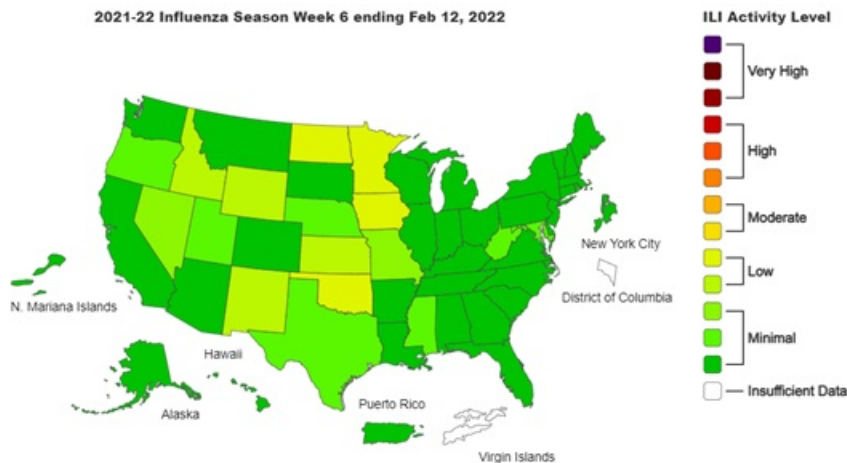 2021-22 Influenza Season Week 6 ending Feb 12, 2022
ILI Activity Level
Very High
High
Moderate
Low
Minimal
Insufficient Data
New York City
District of Columbia
N. Mariana Islands
Hawaii
Alaska
Puerto Rico
Virgin Islands